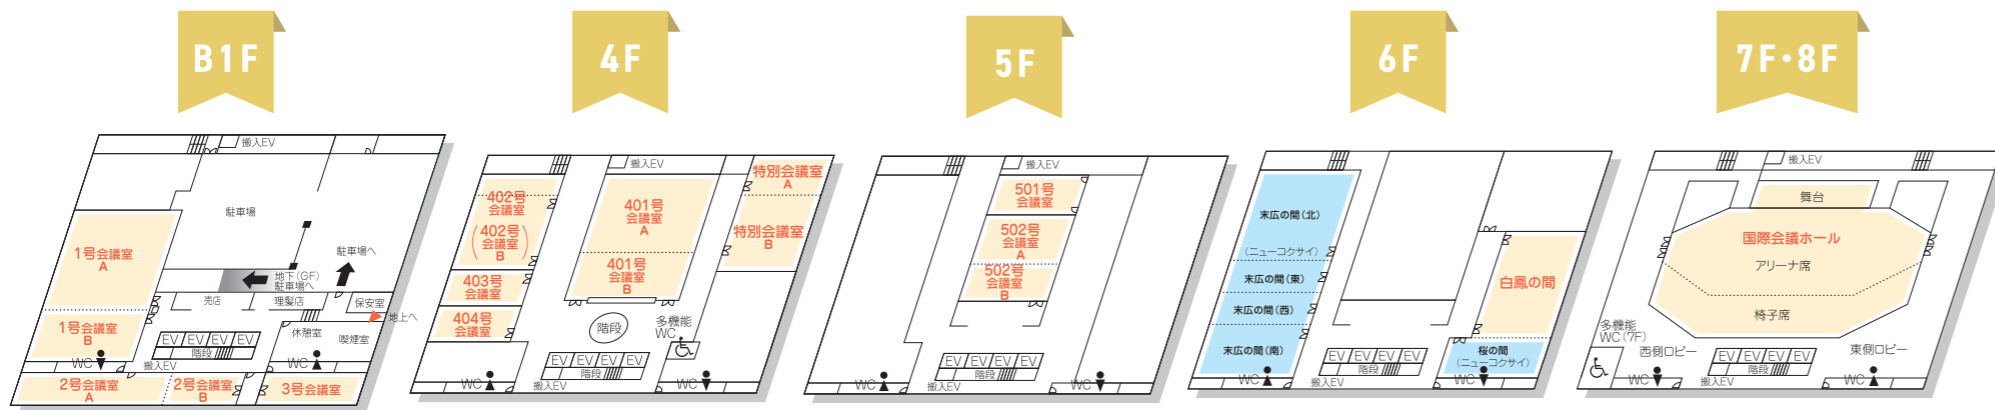 B1F
搬入EV
駐車場
1号会議室
A
駐車場へ
地下(GF)
駐車場へ
売店
理髪店
保安室
地上へ
1号会議室
B
EV EV EV EV
階段
休憩室
喫煙室
WC
WC
搬入EV
2号会議室
A
2号会議室
B
3号会議室
4F
搬入EV
402号
会議室
(402号
会議室)
B
401号
会議室
A
特別会議室
A
特別会議室
B
401号
会議室
B
403号
会議室
404号
会議室
階段
多機能
WC
EV EV EV EV
階段
WC
WC
搬入EV
5F
搬入EV
501号
会議室
502号
会議室
A
502号
会議室
B
EV EV EV EV
階段
WC
WC
搬入EV
6F
搬入EV
末広の間(北)
(ニューコクサイ)
末広の間(東)
末広の間(西)
末広の間(南)
白鳳の間
桜の間
(ニューコクサイ)
EV EV EV EV
階段
WC
WC
搬入EV
7F・8F
搬入EV
舞台
国際会議ホール
アリーナ席
椅子席
多機能
WC(7F)
西側ロビー
東側ロビー
EV EV EV EV
階段
WC
WC
搬入EV